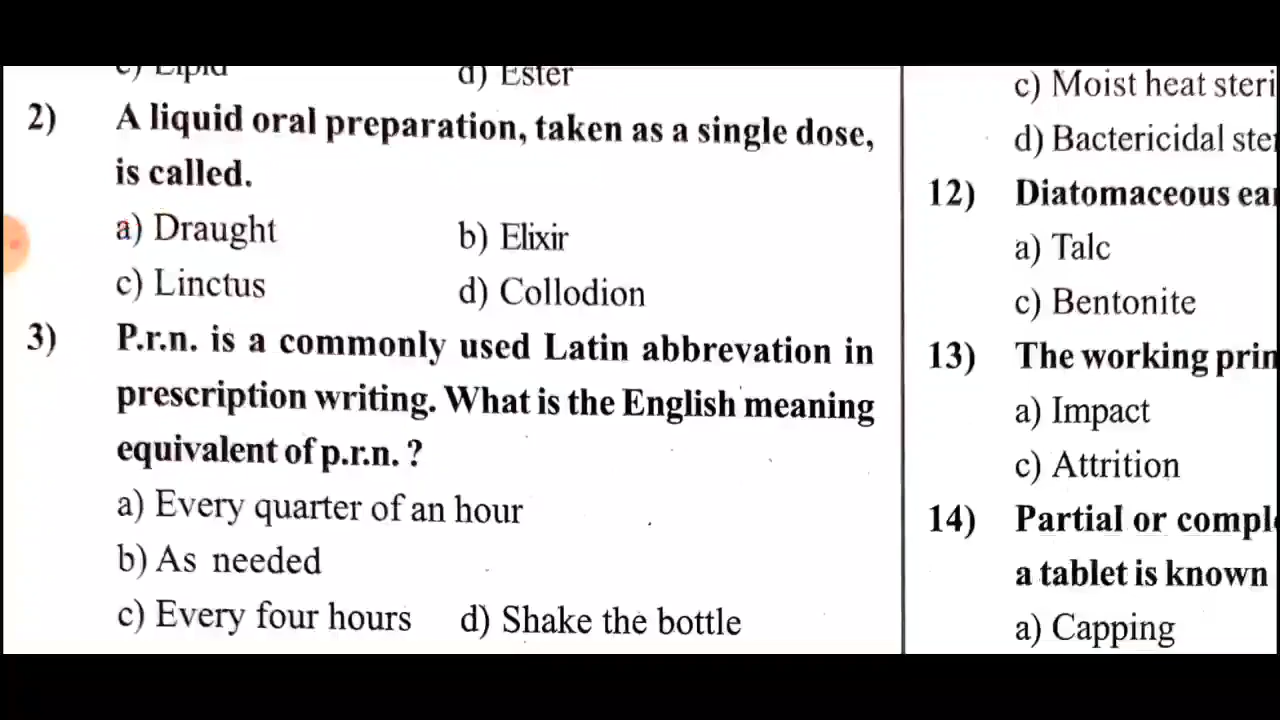 c) Lipid d) Ester
2) A liquid oral preparation, taken as a single dose,
is called.
a) Draught b) Elixir
c) Linctus d) Collodion
3) P.r.n. is a commonly used Latin abbrevation in
prescription writing. What is the English meaning
equivalent of p.r.n. ?
a) Every quarter of an hour
b) As needed
c) Every four hours d) Shake the bottle
c) Moist heat steri
d) Bactericidal ste
12) Diatomaceous ea
a) Talc
c) Bentonite
13) The working prin
a) Impact
c) Attrition
14) Partial or compl
a tablet is known
a) Capping